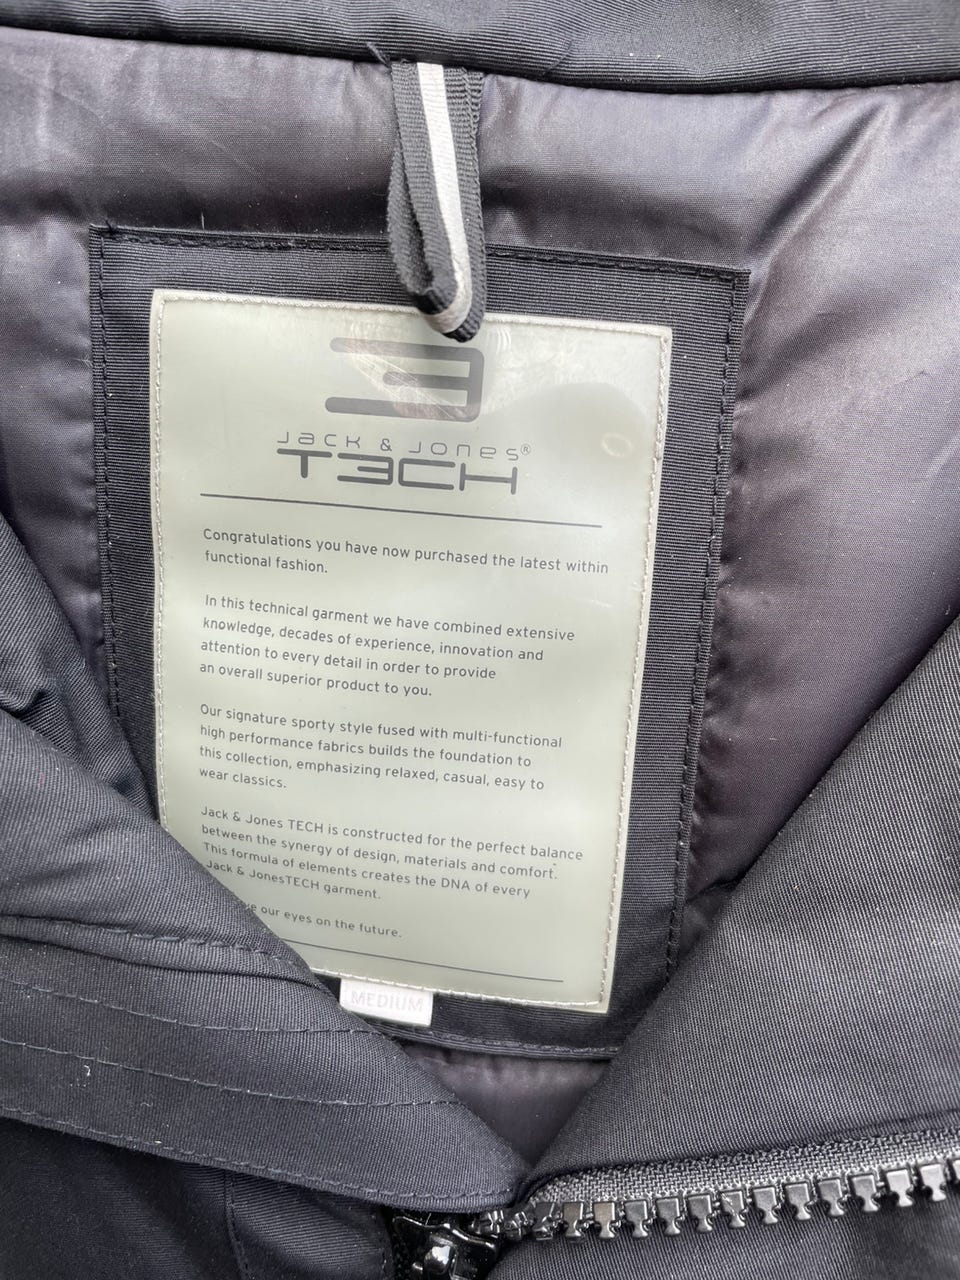 Jack & Jones®
T3CH
Congratulations you have now purchased the latest within
functional fashion.
In this technical garment we have combined extensive
knowledge, decades of experience, innovation and
attention to every detail in order to provide
an overall superior product to you.
Our signature sporty style fused with multi-functional
high performance fabrics builds the foundation to
this collection, emphasizing relaxed, casual, easy to
wear classics.
Jack & Jones TECH is constructed for the perfect balance
between the synergy of design, materials and comfort.
This formula of elements creates the DNA of every
Jack & JonesTECH garment.
our eyes on the future.
MEDIUM